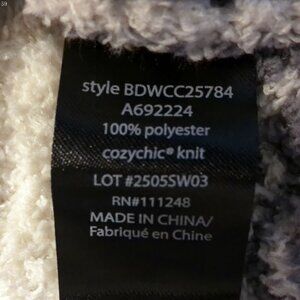 style BDWCC25784
A692224
100% polyester
cozychic® knit
LOT #2505SW03
RN#111248
MADE IN CHINA/
Fabriqué en Chine